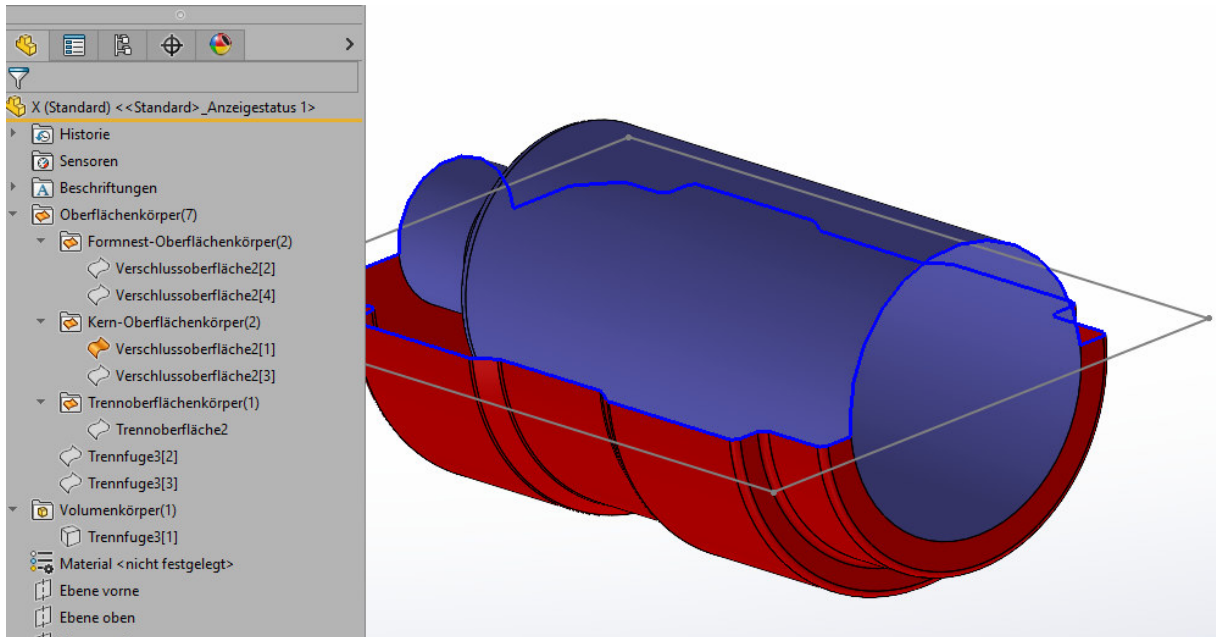 X (Standard) <<Standard>_Anzeigestatus 1>
Historie
Sensoren
Beschriftungen
Oberflächenkörper(7)
Formnest-Oberflächenkörper(2)
Verschlussoberfläche2[2]
Verschlussoberfläche2[4]
Kern-Oberflächenkörper(2)
Verschlussoberfläche2[1]
Verschlussoberfläche2[3]
Trennoberflächenkörper(1)
Trennoberfläche2
Trennfuge3[2]
Trennfuge3[3]
Volumenkörper(1)
Trennfuge3[1]
Material <nicht festgelegt>
Ebene vorne
Ebene oben